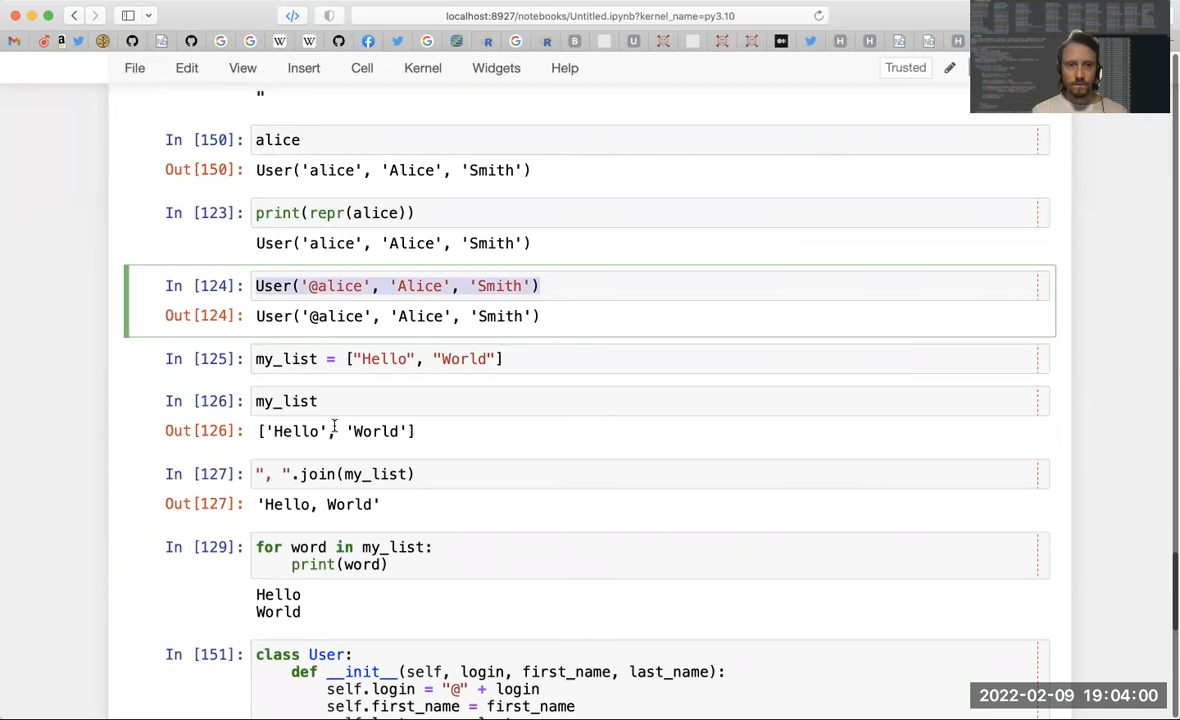 localhost:8927/notebooks/Untitled.ipynb?kernel_name=py3.10
File Edit View Insert Cell Kernel Widgets Help Trusted
"
In [150]: alice
Out[150]: User('alice', 'Alice', 'Smith')
In [123]: print(repr(alice))
User('alice', 'Alice', 'Smith')
In [124]: User('@alice', 'Alice', 'Smith')
Out[124]: User('@alice', 'Alice', 'Smith')
In [125]: my_list = ["Hello", "World"]
In [126]: my_list
Out[126]: ['Hello', 'World']
In [127]: ", ".join(my_list)
Out[127]: 'Hello, World'
In [129]: for word in my_list:
print(word)
Hello
World
In [151]: class User:
def __init__(self, login, first_name, last_name):
self.login = "@" + login
self.first_name = first_name
2022-02-09 19:04:00